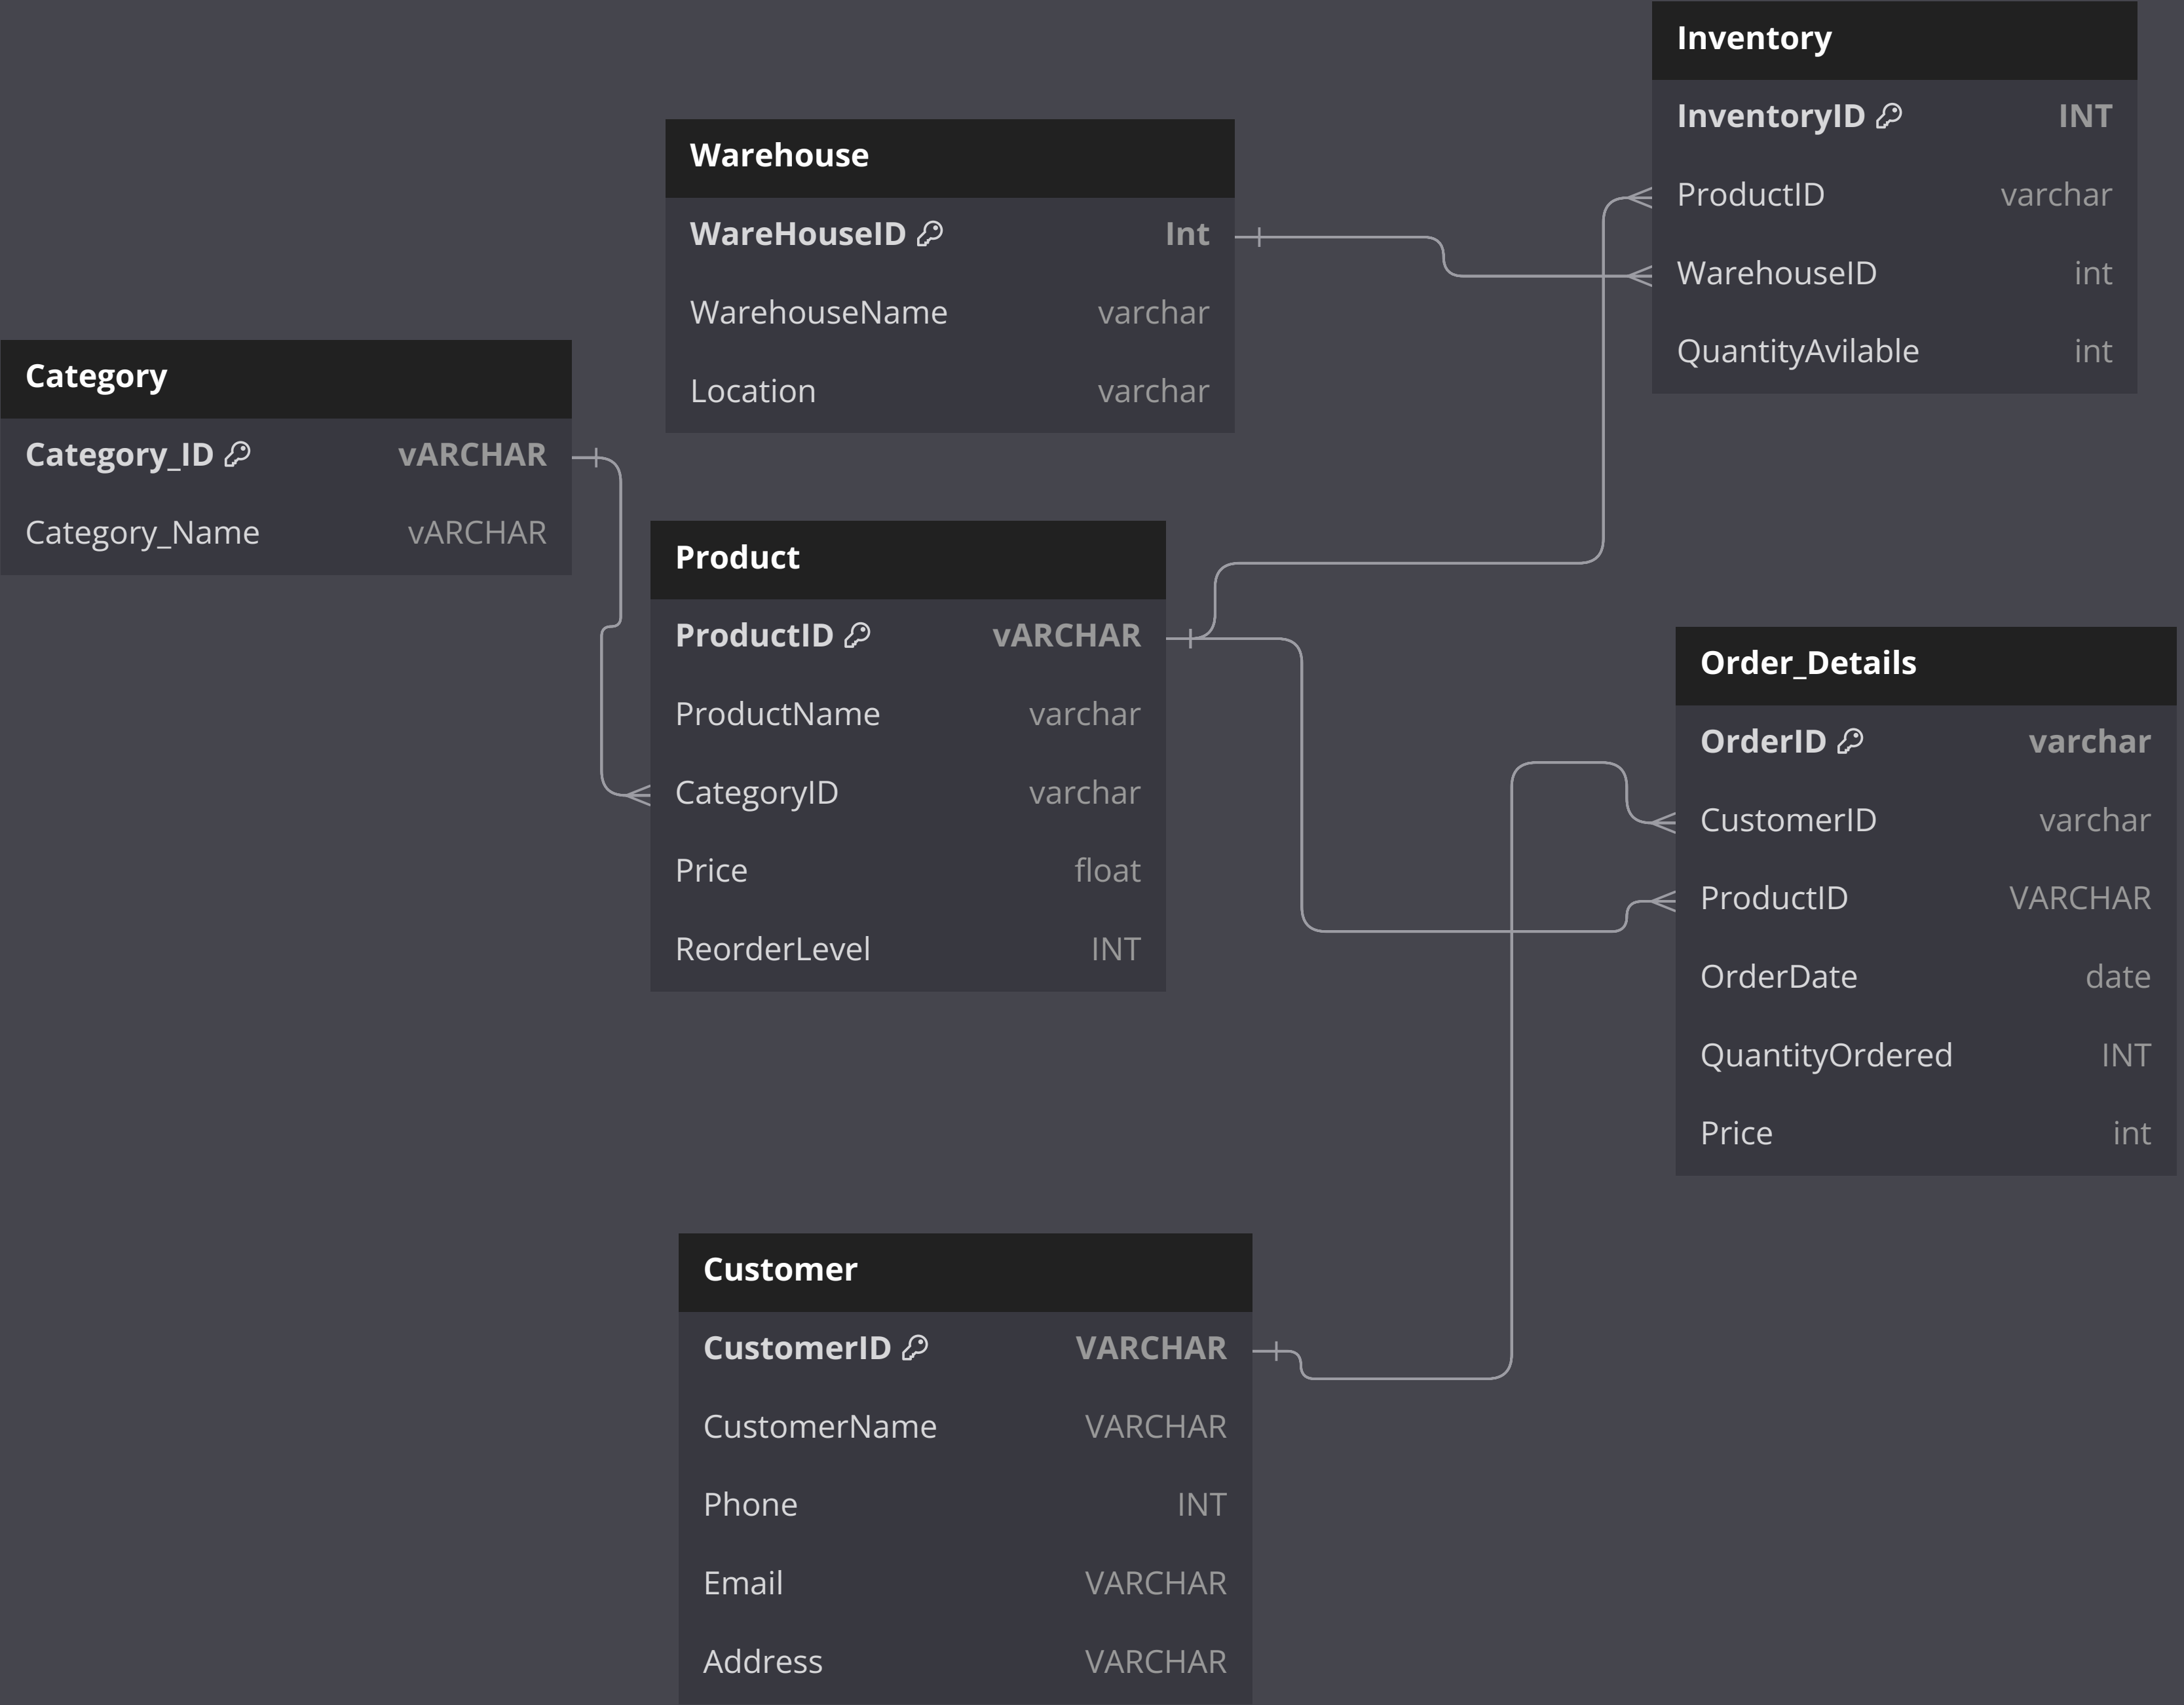 Inventory
InventoryID INT
ProductID varchar
WarehouseID int
QuantityAvilable int
Warehouse
WareHouseID Int
WarehouseName varchar
Location varchar
Category
Category_ID vARCHAR
Category_Name vARCHAR
Product
ProductID vARCHAR
ProductName varchar
CategoryID varchar
Price float
ReorderLevel INT
Order_Details
OrderID varchar
CustomerID varchar
ProductID VARCHAR
OrderDate date
QuantityOrdered INT
Price int
Customer
CustomerID VARCHAR
CustomerName VARCHAR
Phone INT
Email VARCHAR
Address VARCHAR